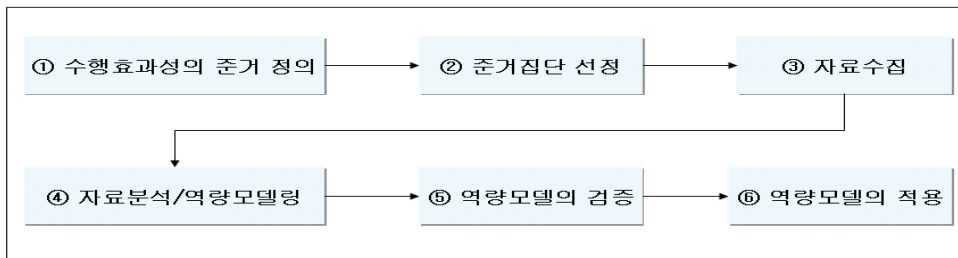 ① 수행효과성의 준거 정의
② 준거집단 선정
③ 자료수집
④ 자료분석/역량모델링
⑤ 역량모델의 검증
⑥ 역량모델의 적용